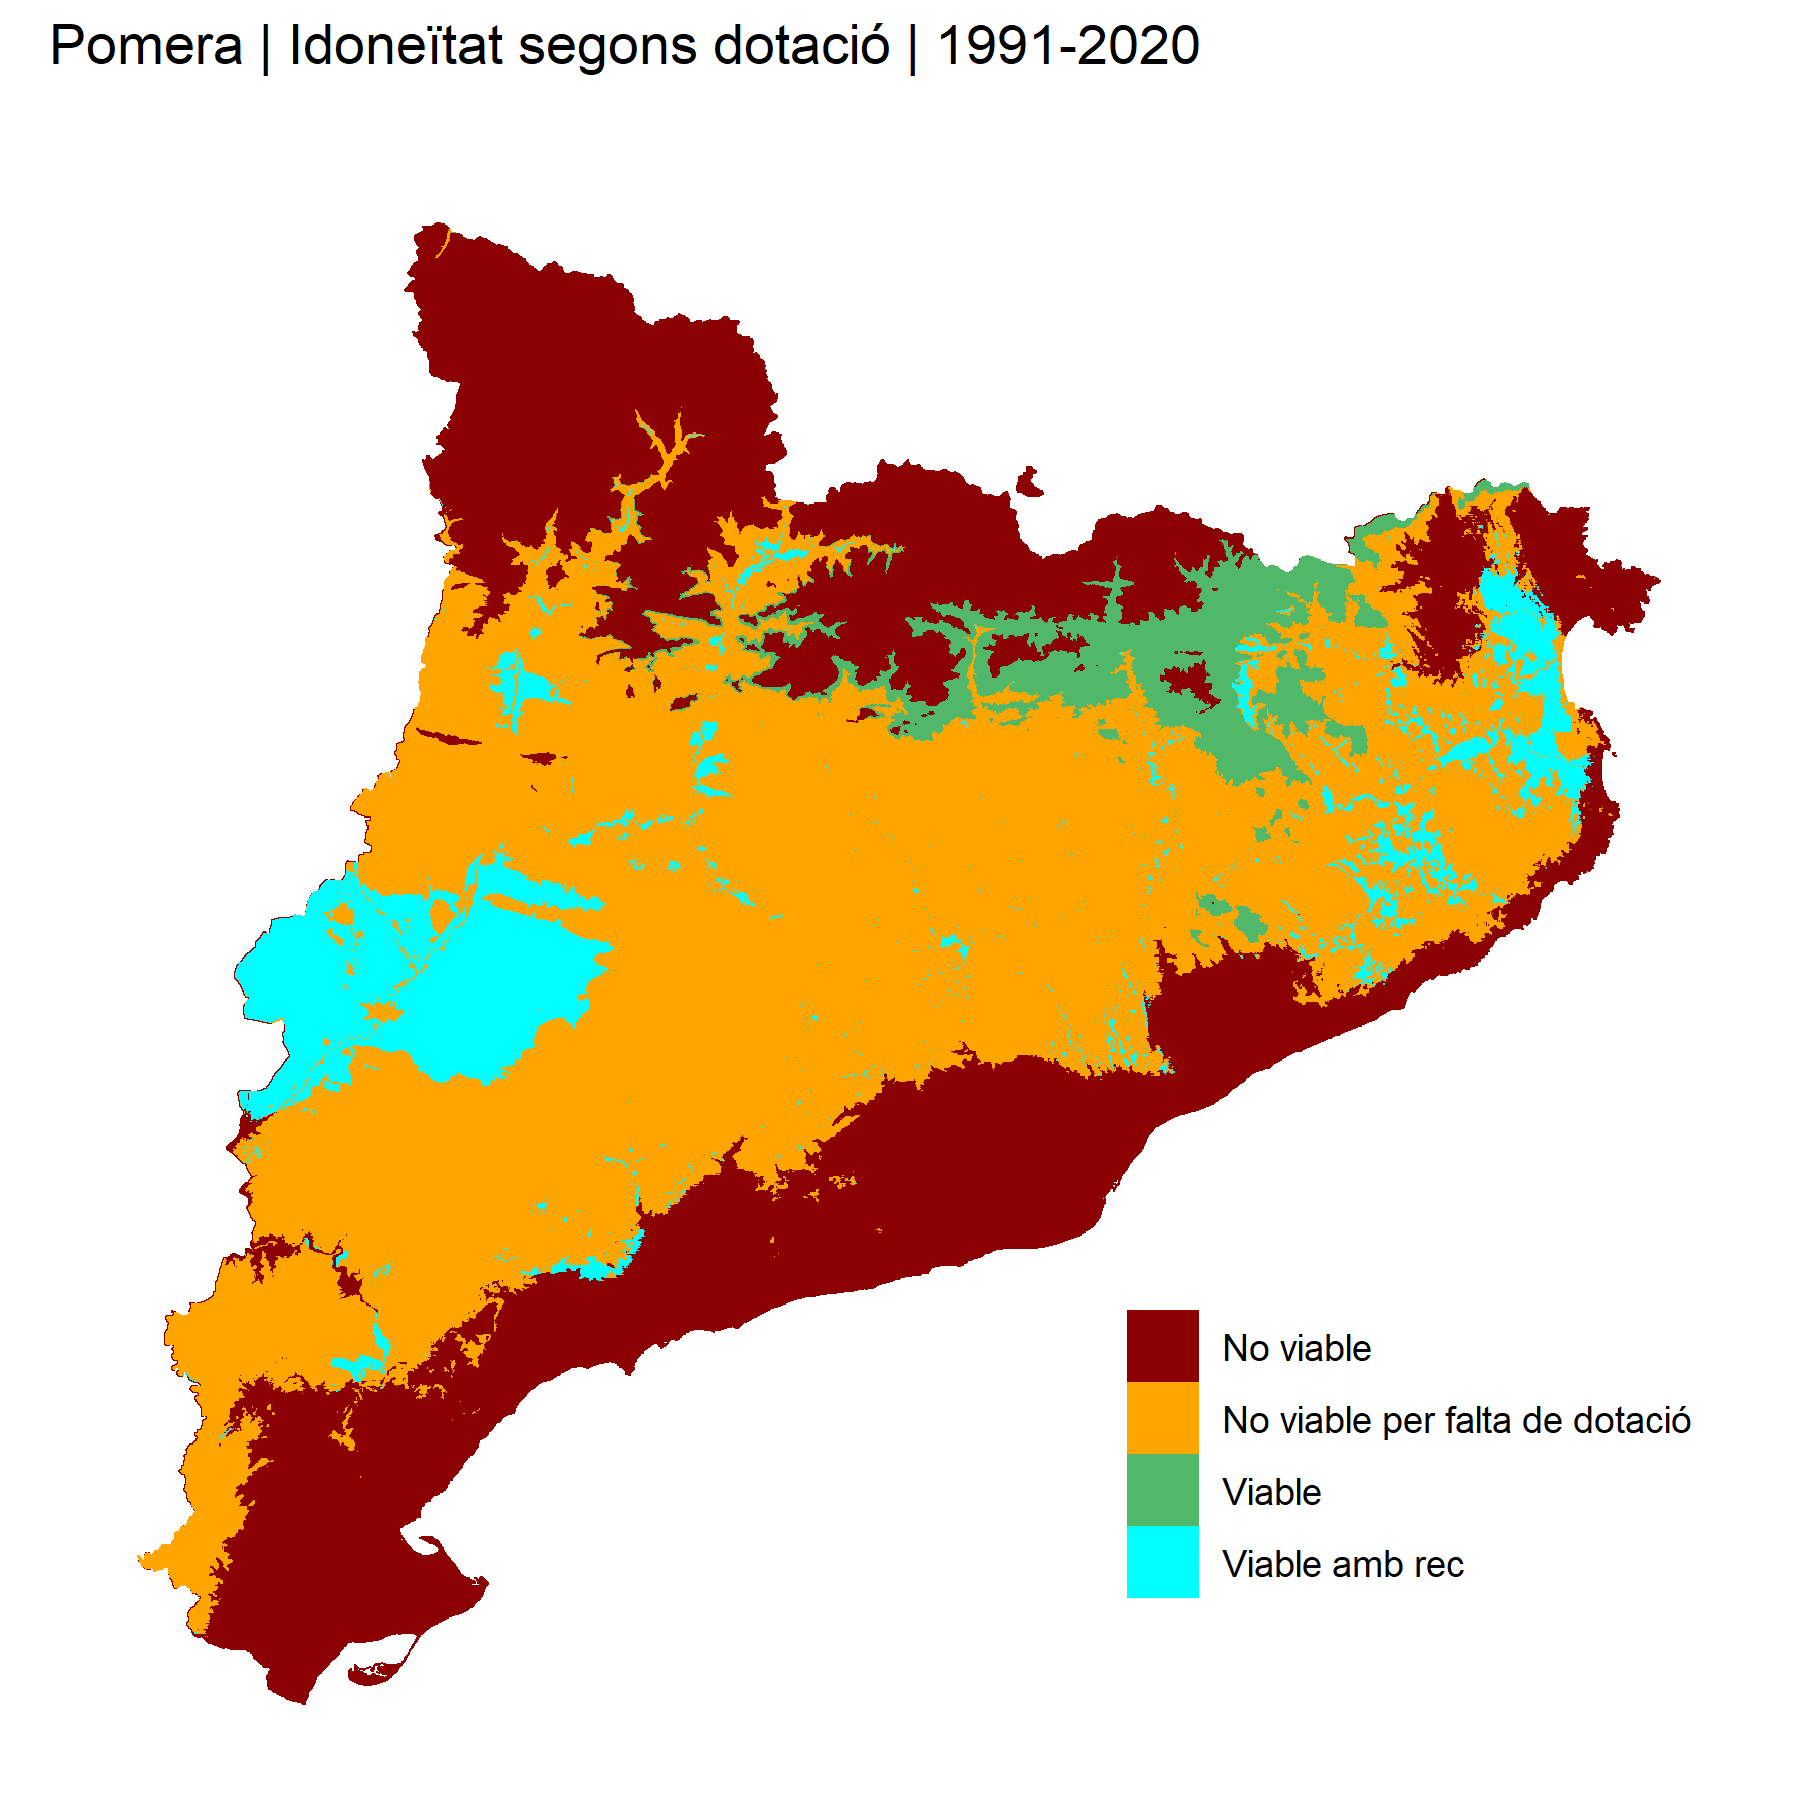 Pomera | Idoneïtat segons dotació | 1991-2020
No viable
No viable per falta de dotació
Viable
Viable amb rec